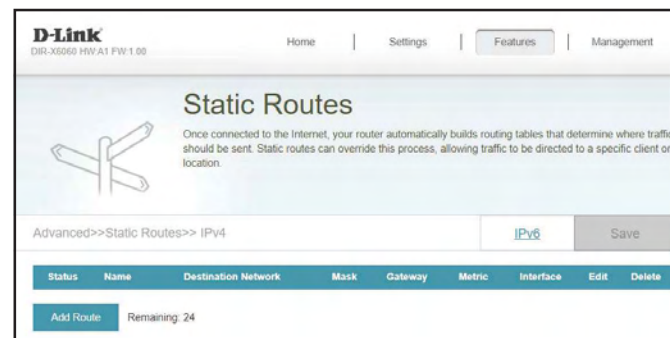 D-Link
DIR-X6060 HW:A1 FW:1.00
Home | Settings | Features | Management
Static Routes
Once connected to the Internet, your router automatically builds routing tables that determine where traffic
should be sent. Static routes can override this process, allowing traffic to be directed to a specific client or
location.
Advanced>>Static Routes>> IPv4
IPv6
Save
Status Name Destination Network Mask Gateway Metric Interface Edit Delete
Add Route Remaining: 24